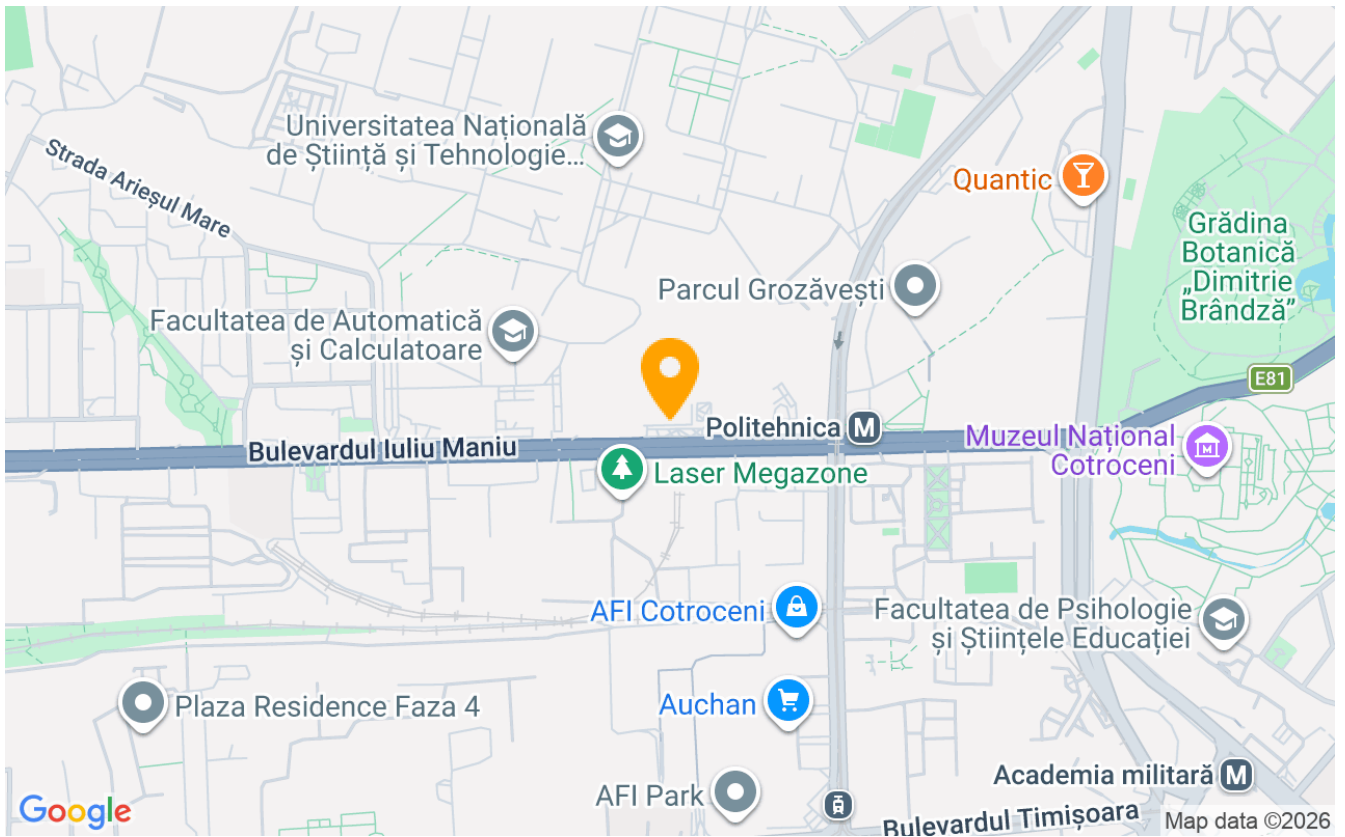 Universitatea Națională
de Știință și Tehnologie...
Strada Arieșul Mare
Quantic
Grădina
Botanică
„Dimitrie
Brândză”
Parcul Grozăvești
Facultatea de Automatică
și Calculatoare
E81
Politehnica M
Bulevardul Iuliu Maniu
Muzeul Național
Cotroceni
M
Laser Megazone
AFI Cotroceni
Facultatea de Psihologie
și Științele Educației
Auchan
Plaza Residence Faza 4
Academia militară M
AFI Park
Bulevardul Timișoara
Google
Map data ©2026